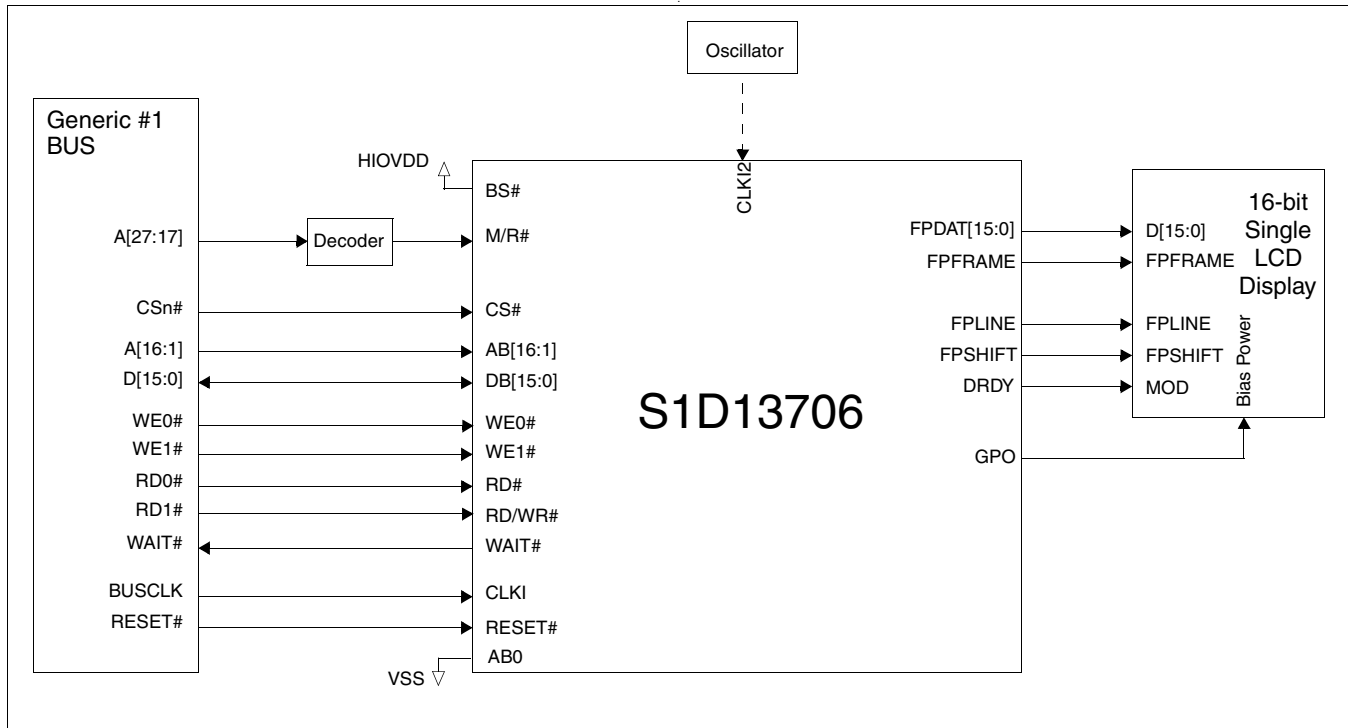 Oscillator
Generic #1
BUS
HIOVDD
BS#
CLKI2
A[27:17]
Decoder
M/R#
FPDAT[15:0]
D[15:0]
16-bit
Single
LCD
Display
FPFRAME
FPFRAME
CSn#
CS#
FPLINE
FPLINE
A[16:1]
AB[16:1]
FPSHIFT
FPSHIFT
Bias Power
D[15:0]
DB[15:0]
DRDY
MOD
S1D13706
WE0#
WE0#
WE1#
WE1#
GPO
RD0#
RD#
RD1#
RD/WR#
WAIT#
WAIT#
BUSCLK
CLKI
RESET#
RESET#
AB0
VSS